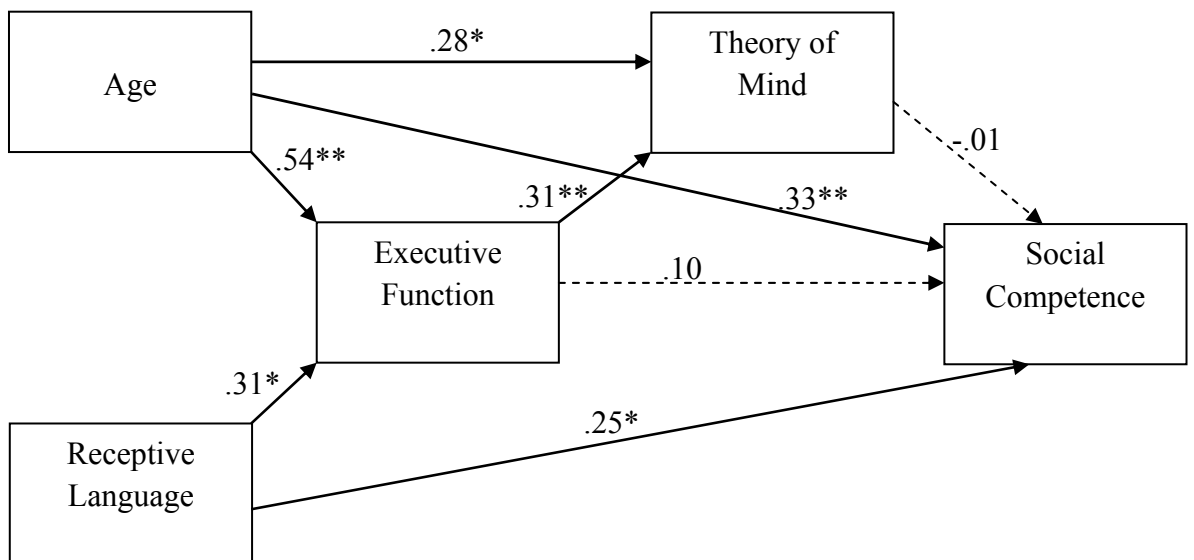 .28*
Theory of
Mind
Age
-.01
.54**
.31**
.33**
Executive
Function
.10
Social
Competence
.31*
.25*
Receptive
Language